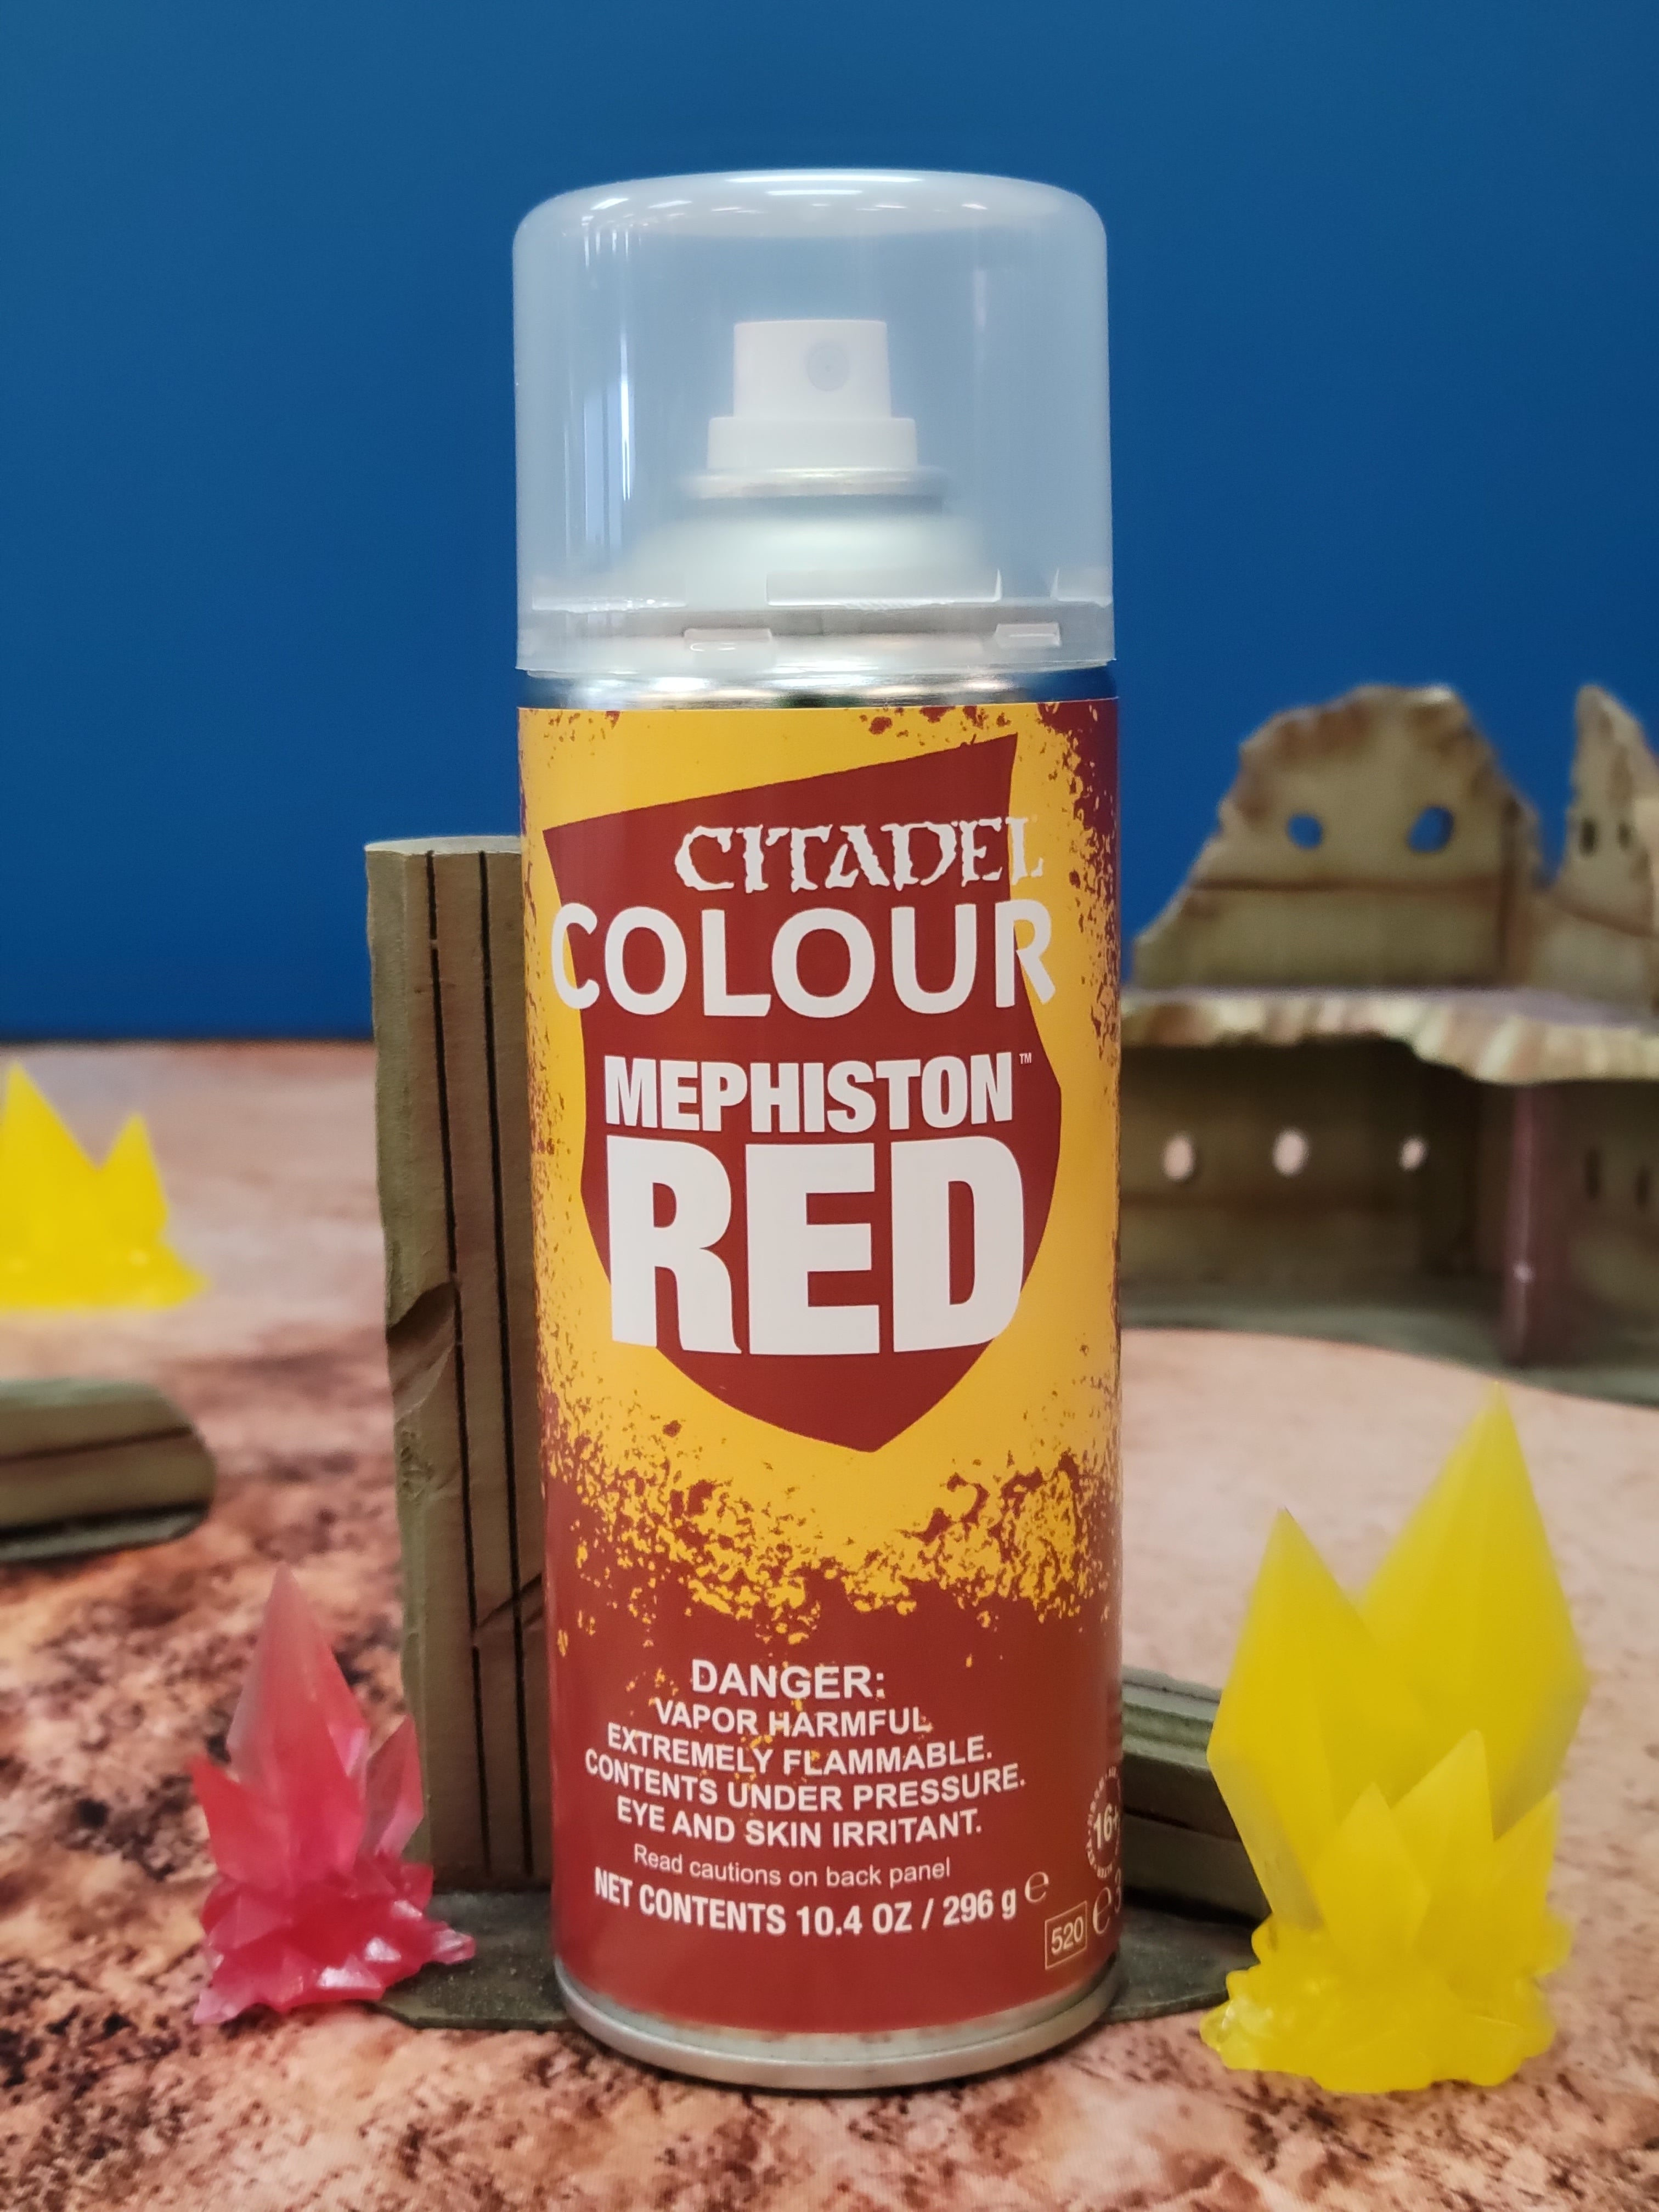 CITADEL
COLOUR
MEPHISTON™
RED
DANGER:
VAPOR HARMFUL
EXTREMELY FLAMMABLE.
CONTENTS UNDER PRESSURE.
EYE AND SKIN IRRITANT.
Read cautions on back panel
NET CONTENTS 10.4 OZ / 296 g ℮
16+
520 ℮